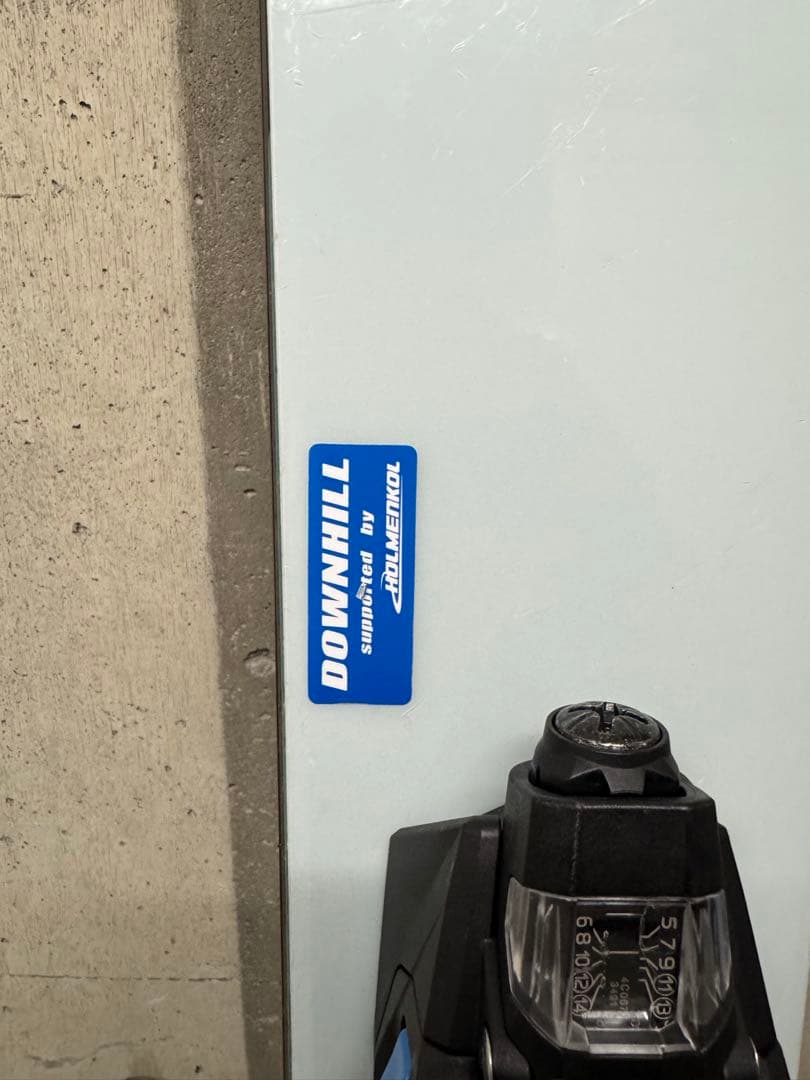 DOWNHILL
supported by
HOLMENKOL
5 7 9 11 13
6 8 10 12 14